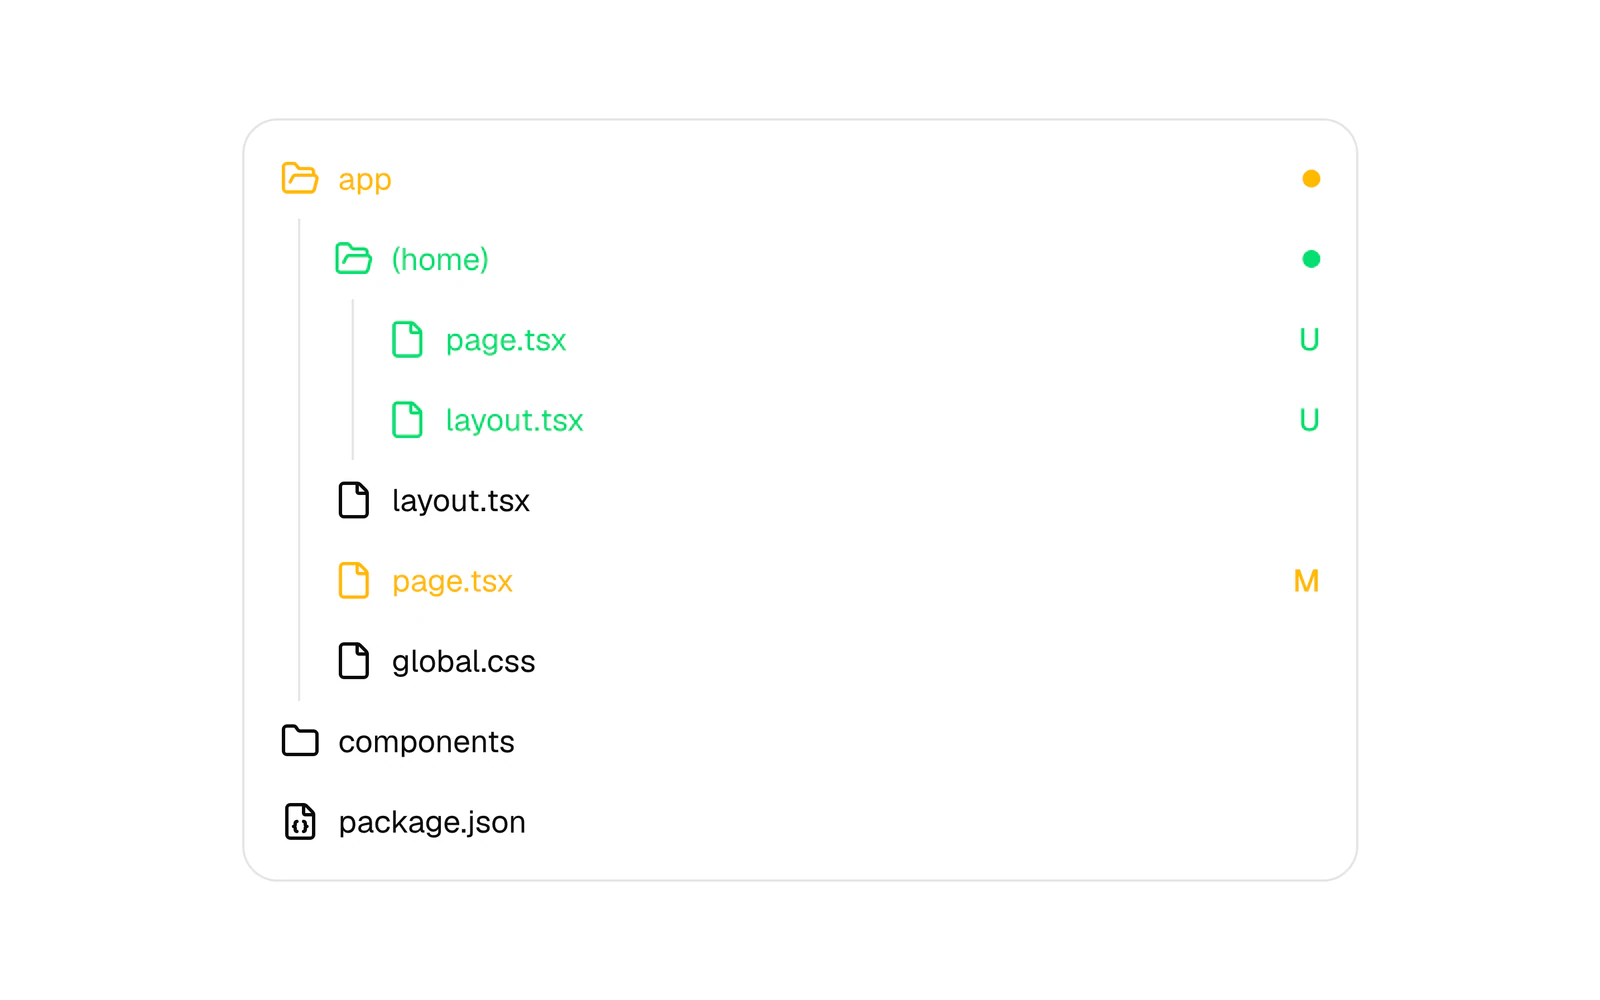 app
(home)
page.tsx U
layout.tsx U
layout.tsx
page.tsx M
global.css
components
{} package.json